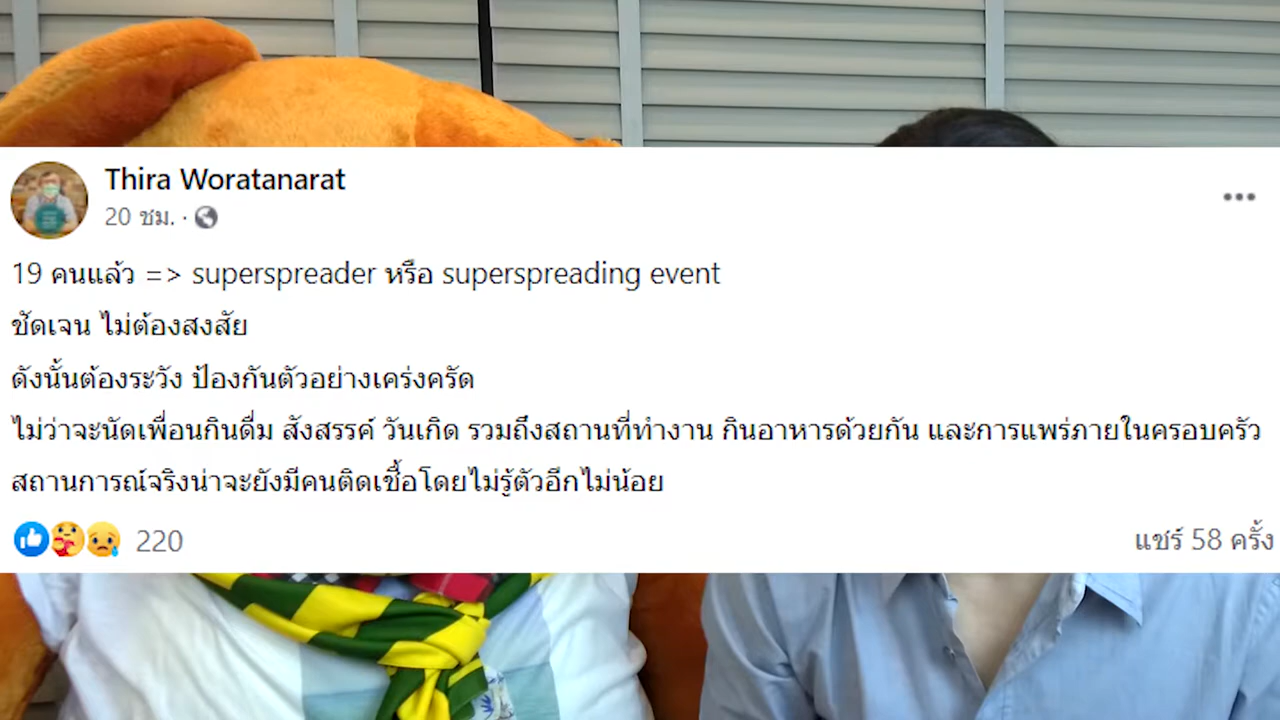 Thira Woratanarat
20 ชม. ·
19 คนแล้ว => superspreader หรือ superspreading event
ชัดเจน ไม่ต้องสงสัย
ดังนั้นต้องระวัง ป้องกันตัวอย่างเคร่งครัด
ไม่ว่าจะนัดเพื่อนกินดื่ม สังสรรค์ วันเกิด รวมถึงสถานที่ทำงาน กินอาหารด้วยกัน และการแพร่ภายในครอบครัว
สถานการณ์จริงน่าจะยังมีคนติดเชื้อโดยไม่รู้ตัวอีกไม่น้อย
220
แชร์ 58 ครั้ง